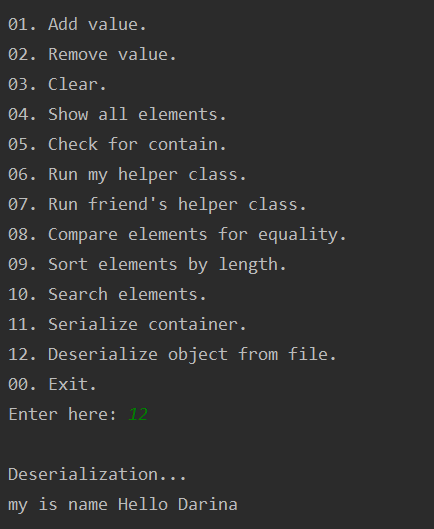 01. Add value.
02. Remove value.
03. Clear.
04. Show all elements.
05. Check for contain.
06. Run my helper class.
07. Run friend's helper class.
08. Compare elements for equality.
09. Sort elements by length.
10. Search elements.
11. Serialize container.
12. Deserialize object from file.
00. Exit.
Enter here: 12
Deserialization...
my is name Hello Darina